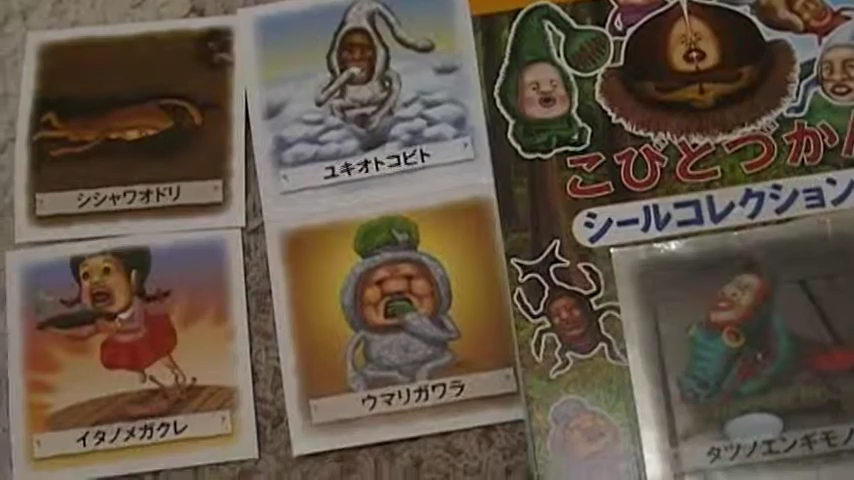 シシャワオドリ
ユキオトコビト
こびとづかん
シールコレクション
イタノメガクレ
ウマリガワラ
タツノエンギモノ